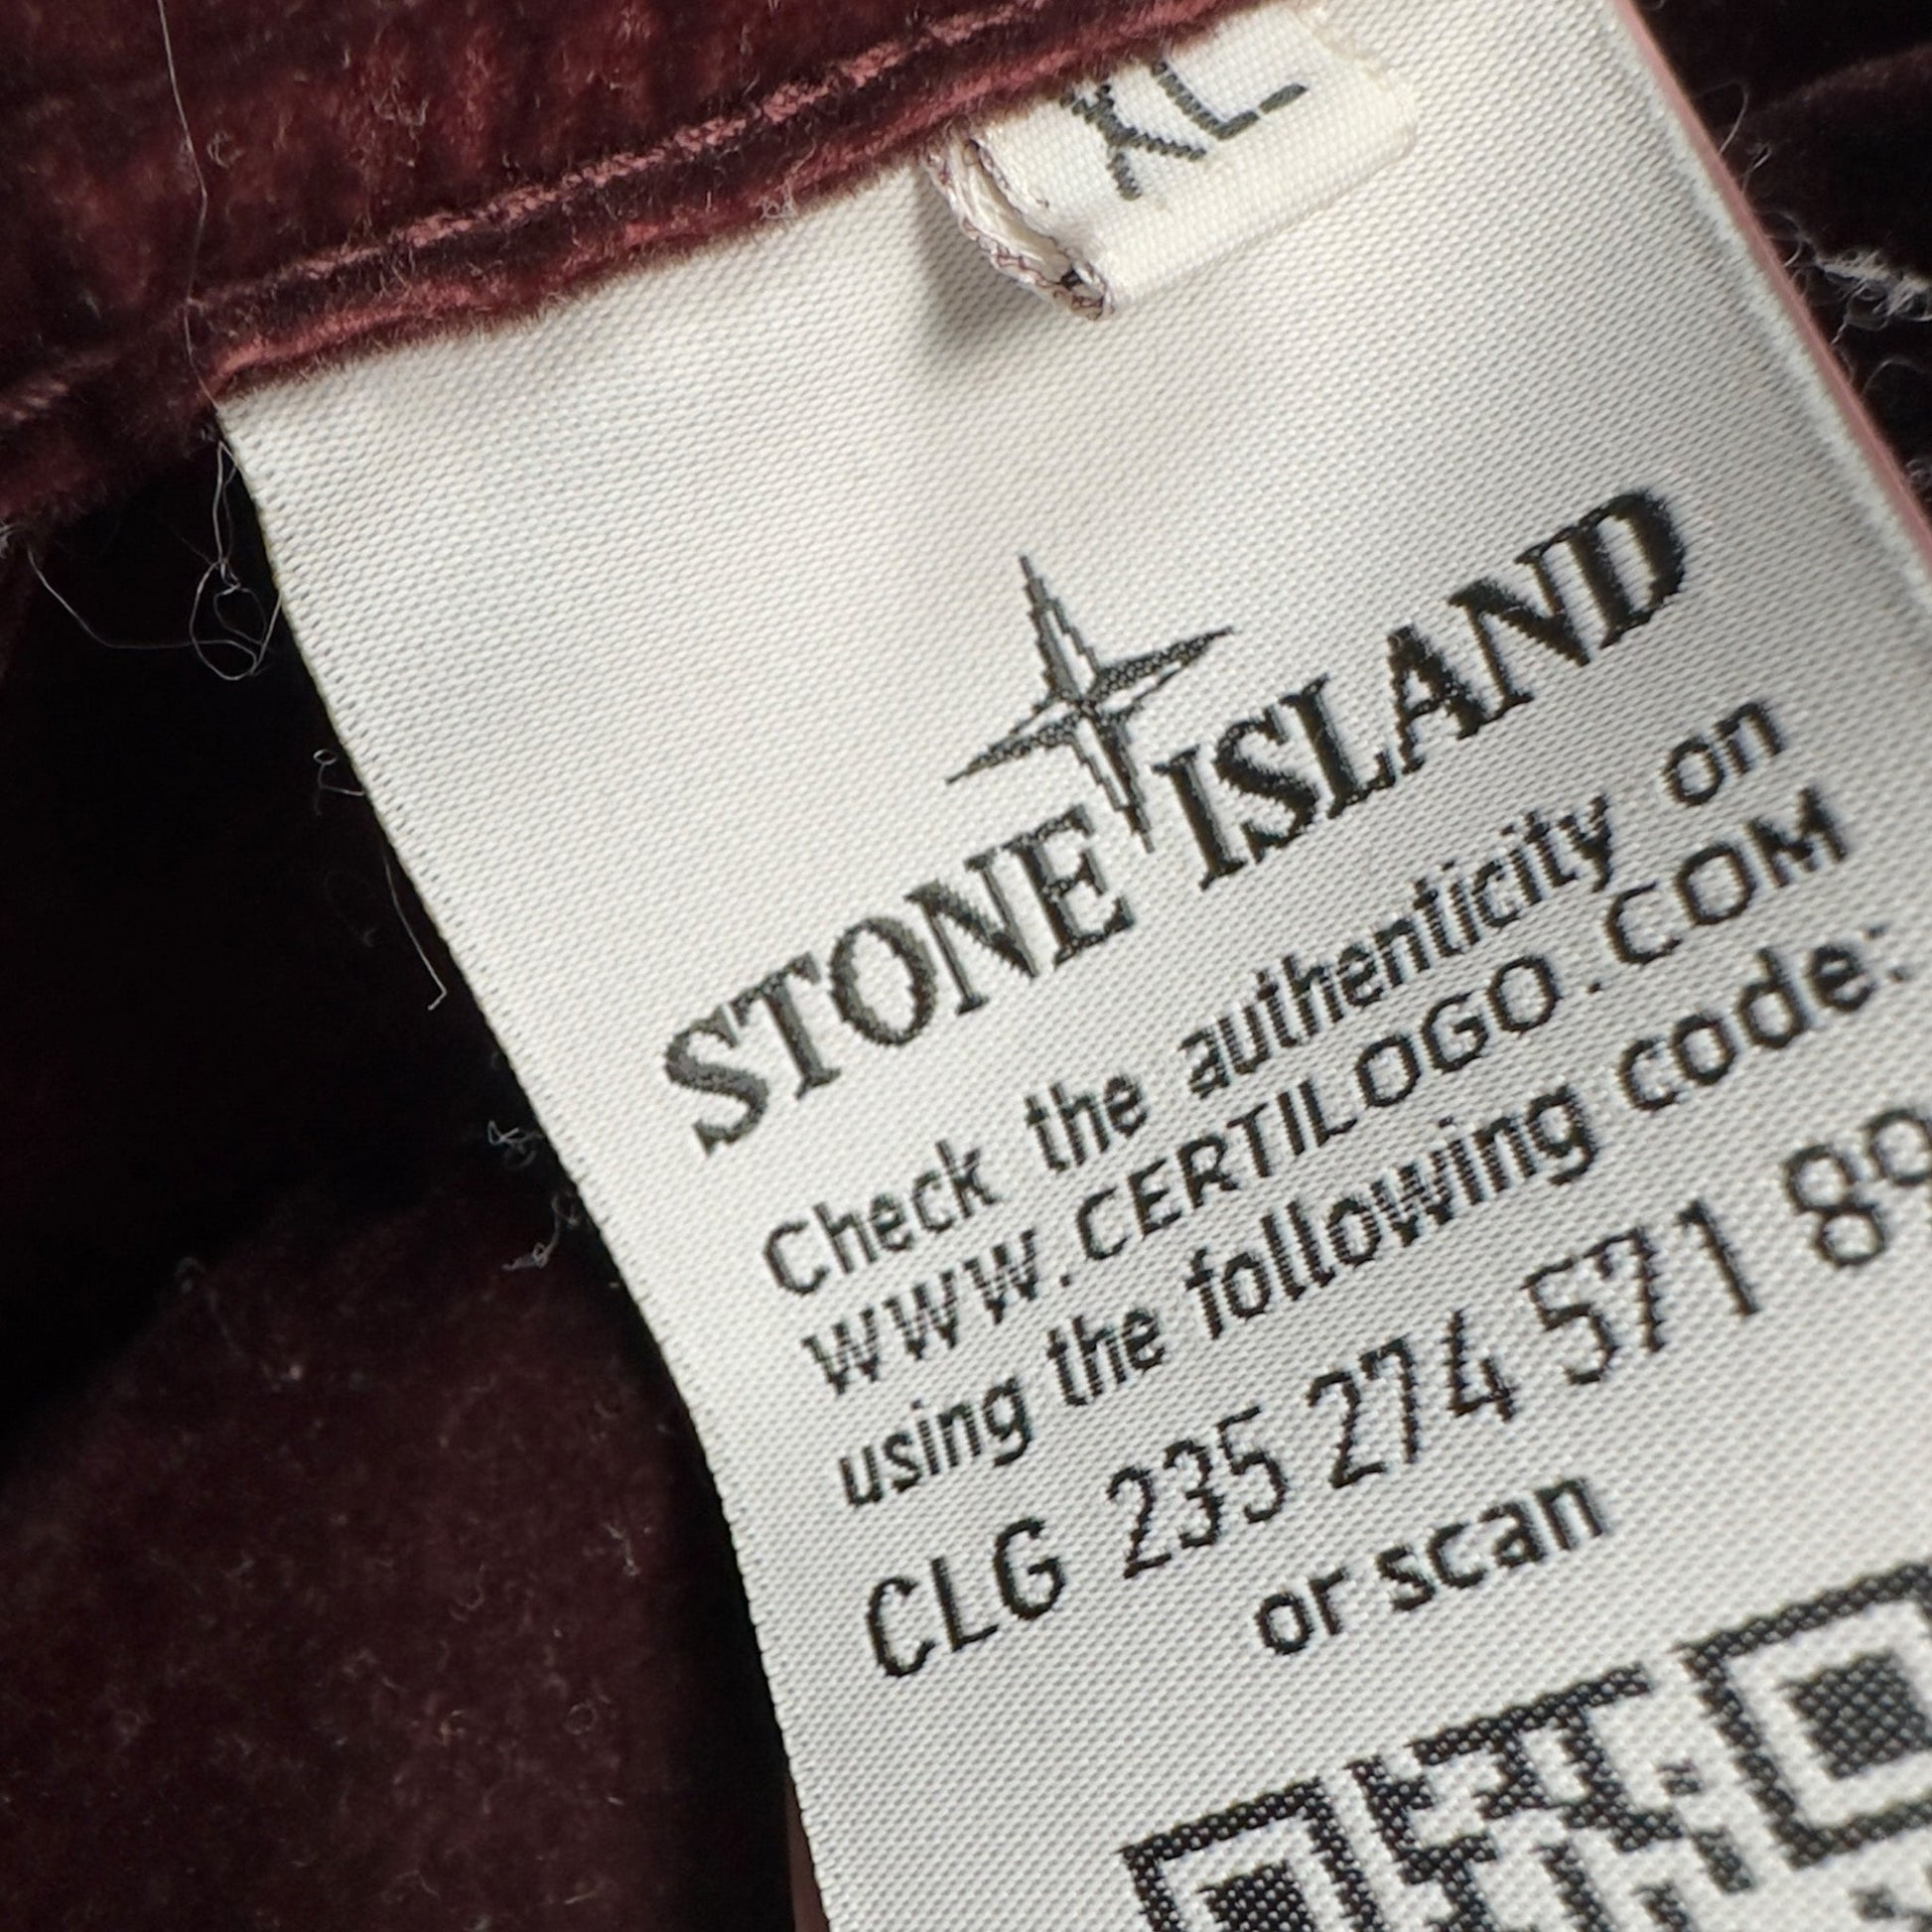 XL
STONE ISLAND
Check the authenticity on
WWW.CERTILOGO.COM
using the following code:
CLG 235 274 571 8
or scan